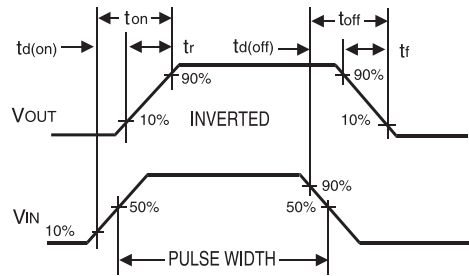 ton
toff
td(on)
tr
td(off)
tf
90%
90%
VOUT
10%
INVERTED
10%
90%
VIN
50%
50%
10%
PULSE WIDTH